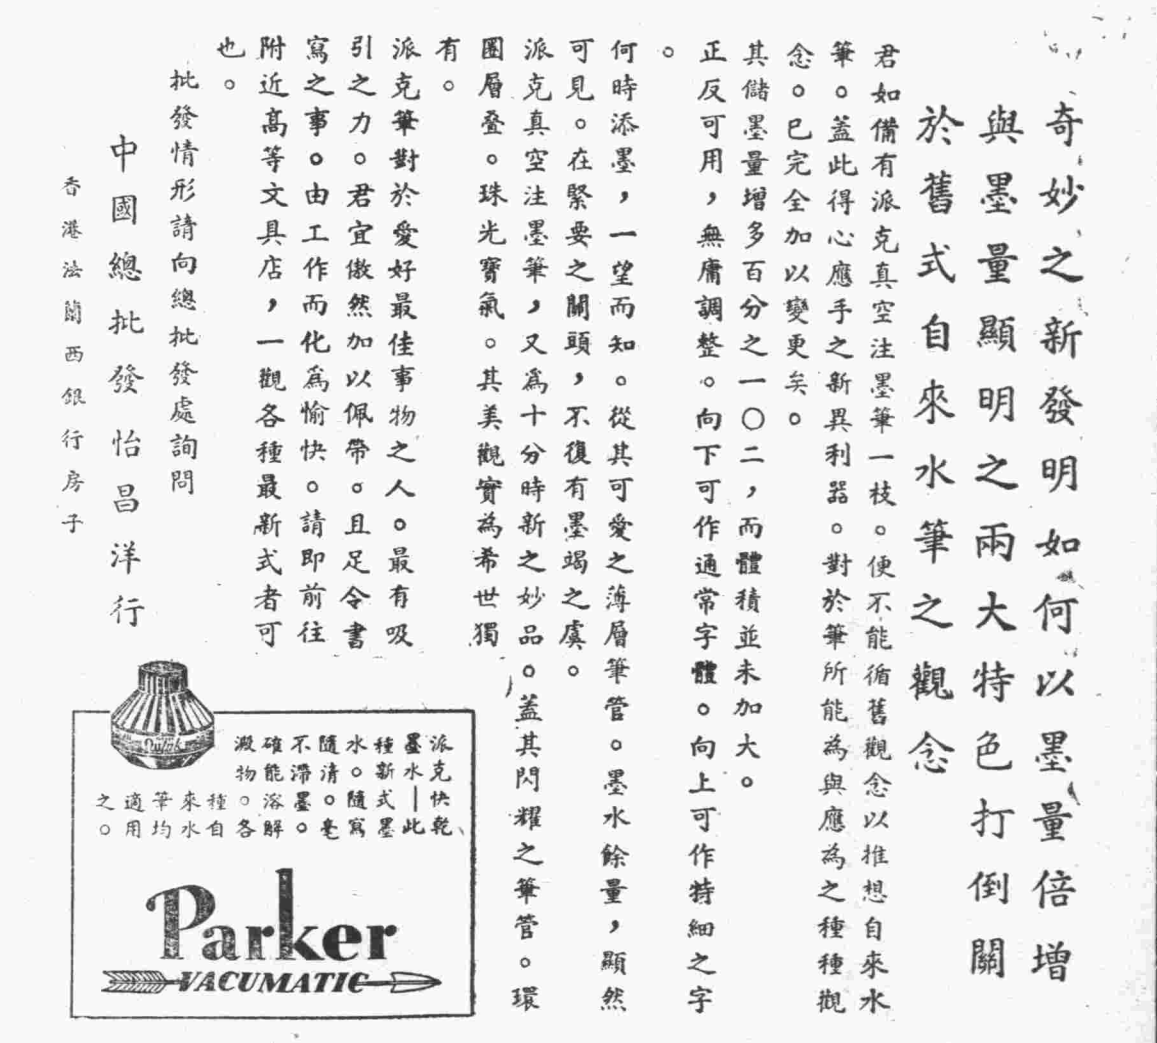 奇妙之新發明如何以墨量倍增
與墨量顯明之兩大特色打倒關
於舊式自來水筆之觀念
君如備有派克真空注墨筆一枝。便不能循舊觀念以推想自來水
筆。蓋此得心應手之新異利器。對於筆所能為與應為之種種觀
念。已完全加以變更矣。
其儲墨量增多百分之一〇二,而體積並未加大。
正反可用,無庸調整。向下可作通常字體。向上可作特細之字
。
何時添墨,一望而知。從其可愛之薄層筆管。墨水餘量,顯然
可見。在緊要之關頭,不復有墨竭之虞。
派克真空注墨筆,又為十分時新之妙品。蓋其閃耀之筆管。環
圈層叠。珠光寶氣。其美觀實為希世獨
有。
派克筆對於愛好最佳事物之人。最有吸
引之力。君宜傲然加以佩帶。且足令書
寫之事。由工作而化為愉快。請即前往
附近高等文具店,一觀各種最新式者可
也。
批發情形請向總批發處詢問
中國總批發怡昌洋行
香港法蘭西銀行房子
Quink
派克快乾、
墨水—此
種新式墨
水。隨寫
隨清。毫
不滯墨。
確能溶解
澱物。各
種自
來水
筆均
適用
之。
Parker
VACUMATIC